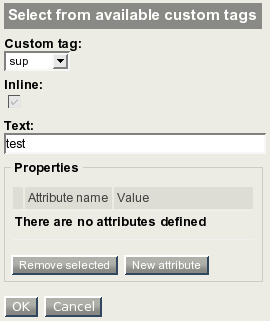 Select from available custom tags
Custom tag:
sup
Inline:
Text:
test
Properties
Attribute name Value
There are no attributes defined
Remove selected New attribute
OK Cancel